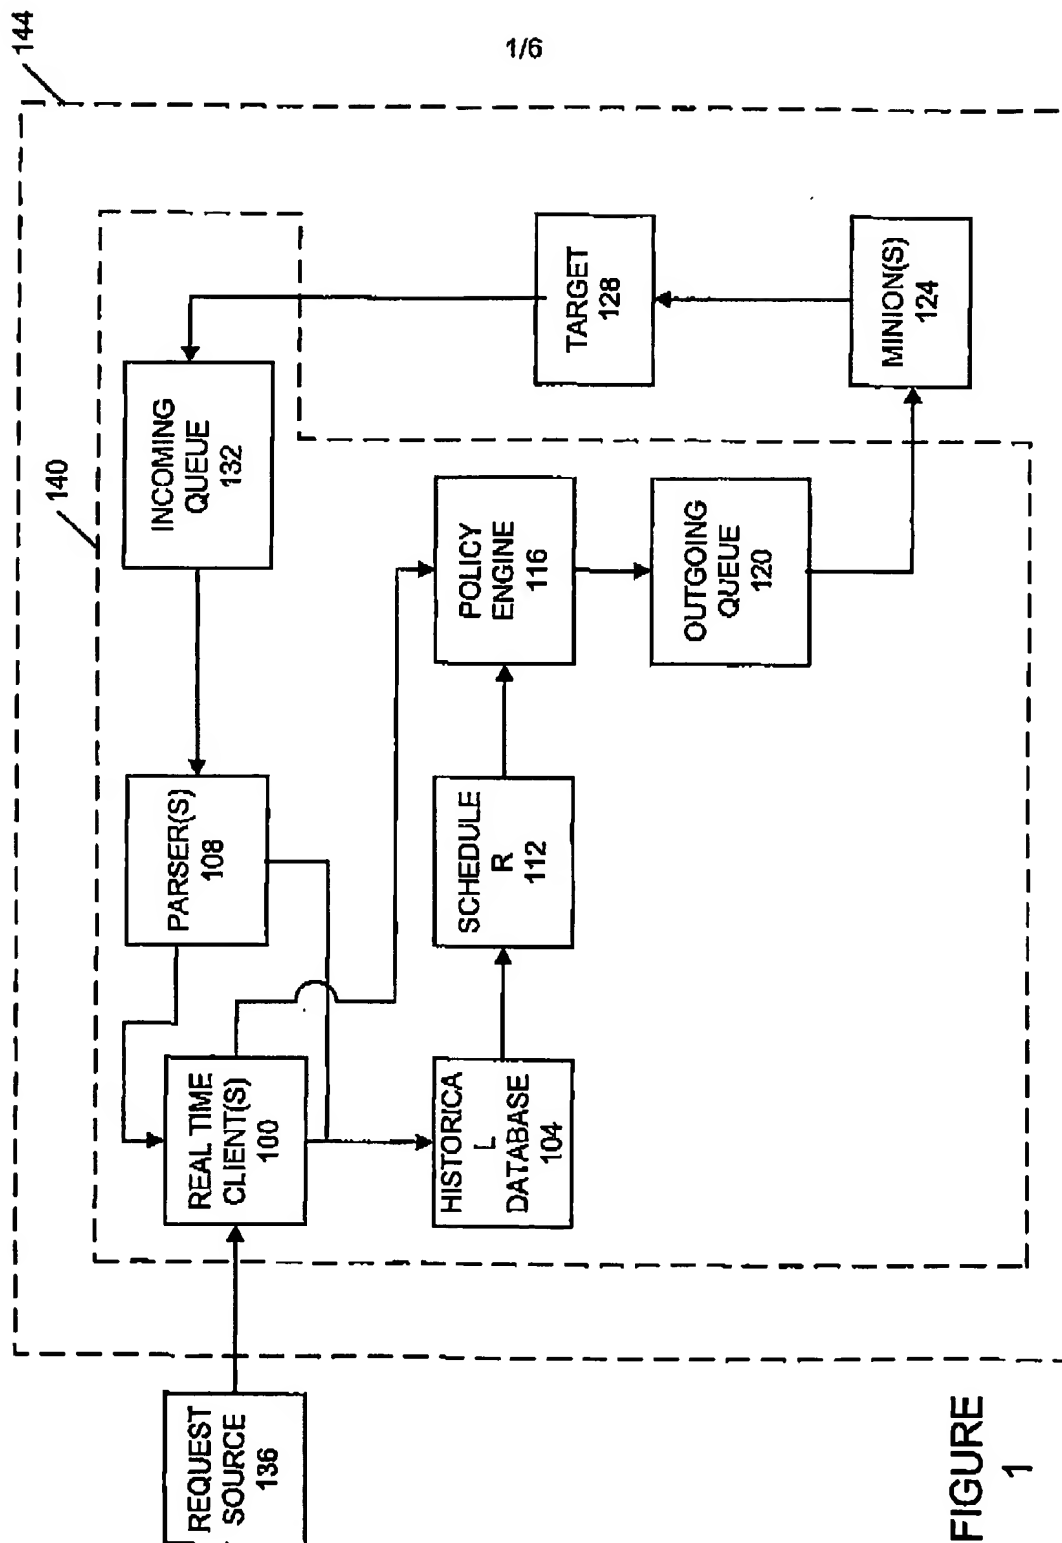 1/6
144
140
INCOMING
QUEUE
132
TARGET
128
MINION(S)
124
POLICY
ENGINE
116
OUTGOING
QUEUE
120
PARSER(S)
108
SCHEDULE
R
112
REAL TIME
CLIENT(S)
100
HISTORICA
L
DATABASE
104
REQUEST
SOURCE
136
FIGURE
1